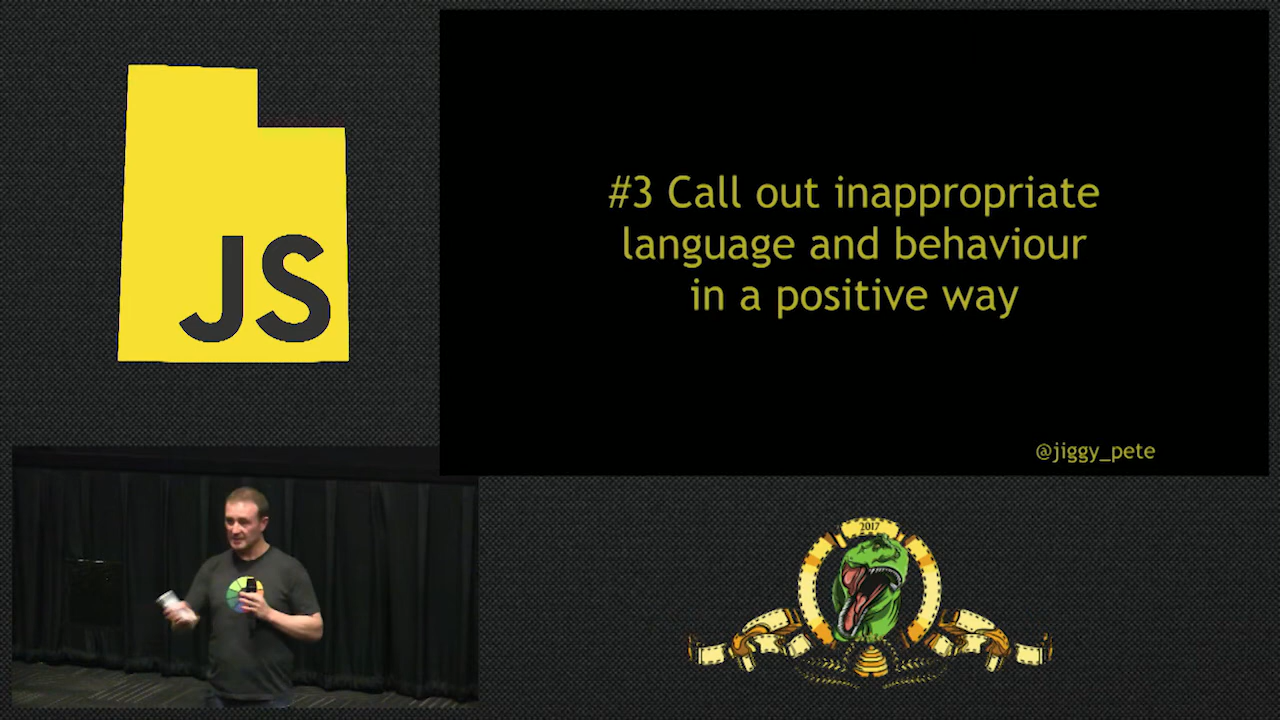 JS
#3 Call out inappropriate
language and behaviour
in a positive way
@jiggy_pete
2017